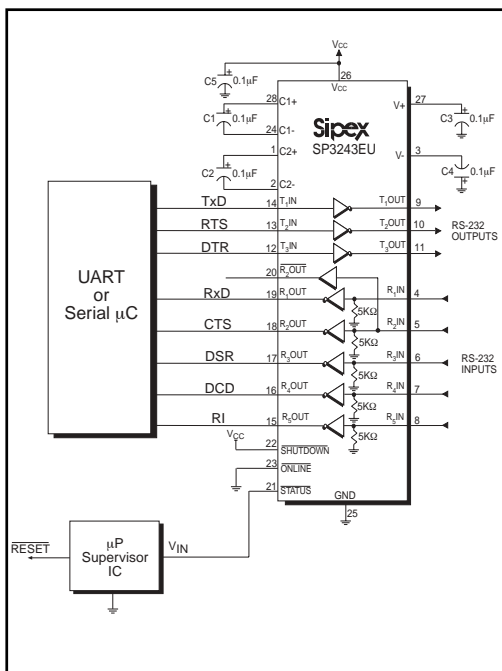 VCC
C5 + 0.1µF
26
VCC
28 C1+
C1 + 0.1µF
24 C1-
1 C2+
C2 + 0.1µF
2 C2-
Sipex
SP3243EU
V+ 27
C3 + 0.1µF
V- 3
C4 + 0.1µF
UART
or
Serial µC
TxD 14 T1IN T1OUT 9
RTS 13 T2IN T2OUT 10
DTR 12 T3IN T3OUT 11
RS-232
OUTPUTS
20 R2OUT
RxD 19 R1OUT R1IN 4
5KΩ
CTS 18 R2OUT R2IN 5
5KΩ
DSR 17 R3OUT R3IN 6
5KΩ
DCD 16 R4OUT R4IN 7
5KΩ
RI 15 R5OUT R5IN 8
5KΩ
RS-232
INPUTS
VCC
22 SHUTDOWN
23 ONLINE
21 STATUS
GND
25
RESET
µP
Supervisor
IC
VIN